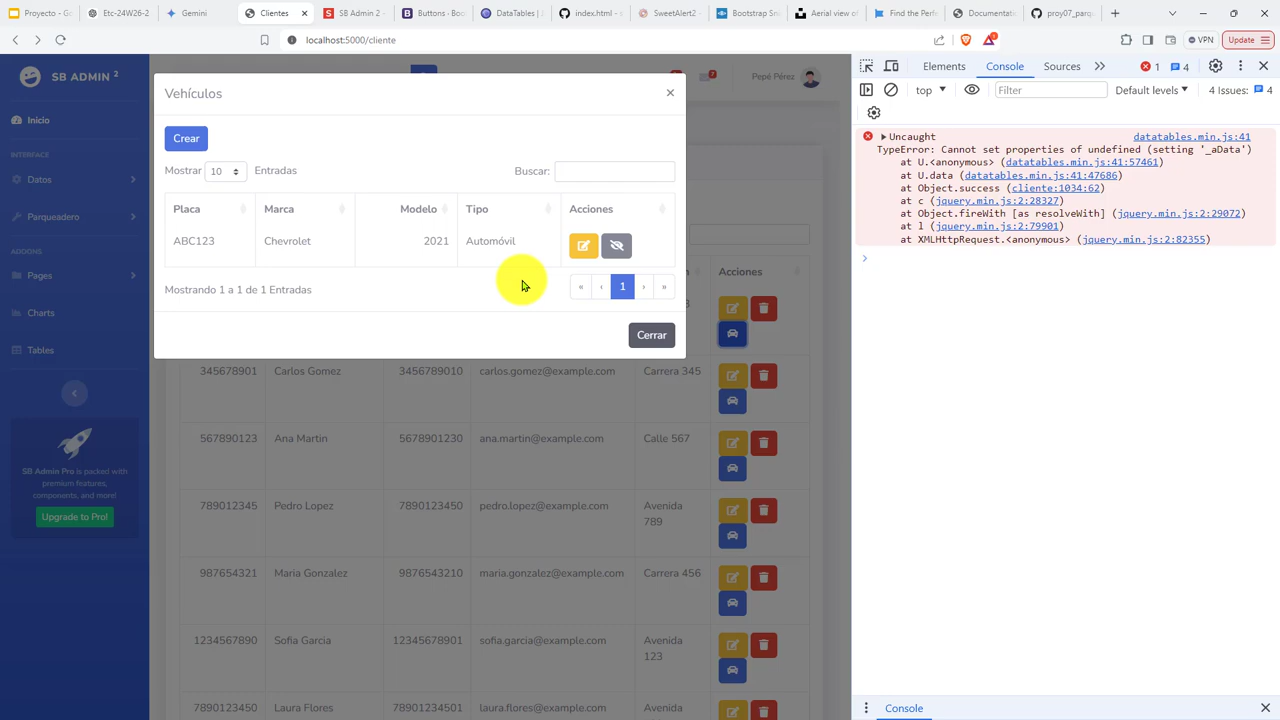 Proyecto - Go
Etc-24W26-2
Gemini
Clientes
SB Admin 2 -
Buttons - Boo
DataTables |
index.html - s
SweetAlert2
Bootstrap Sni
Aerial view of
Find the Perfe
Documentati
proy07_parqu
localhost:5000/cliente
VPN
Update
SB ADMIN 2
Inicio
INTERFACE
Datos
Parqueadero
ADDONS
Pages
Charts
Tables
SB Admin Pro is packed with
premium features,
components, and more!
Upgrade to Pro!
7
Pepé Pérez
Vehículos
×
Crear
Mostrar 10 Entradas
Buscar:
Placa Marca Modelo Tipo Acciones
ABC123 Chevrolet 2021 Automóvil
Mostrando 1 a 1 de 1 Entradas
« ‹ 1 › »
Cerrar
Acciones
345678901 Carlos Gomez 3456789010 carlos.gomez@example.com Carrera 345
567890123 Ana Martin 5678901230 ana.martin@example.com Calle 567
789012345 Pedro Lopez 7890123450 pedro.lopez@example.com Avenida
789
987654321 Maria Gonzalez 9876543210 maria.gonzalez@example.com Carrera 456
1234567890 Sofia Garcia 12345678901 sofia.garcia@example.com Avenida
123
7890123450 Laura Flores 78901234501 laura.flores@example.com Carrera
Elements Console Sources 1 4
top Filter Default levels 4 Issues: 4
Uncaught datatables.min.js:41
TypeError: Cannot set properties of undefined (setting '_aData')
at U.<anonymous> (datatables.min.js:41:57461)
at U.data (datatables.min.js:41:47686)
at Object.success (cliente:1034:62)
at c (jquery.min.js:2:28327)
at Object.fireWith [as resolveWith] (jquery.min.js:2:29072)
at l (jquery.min.js:2:79901)
at XMLHttpRequest.<anonymous> (jquery.min.js:2:82355)
Console